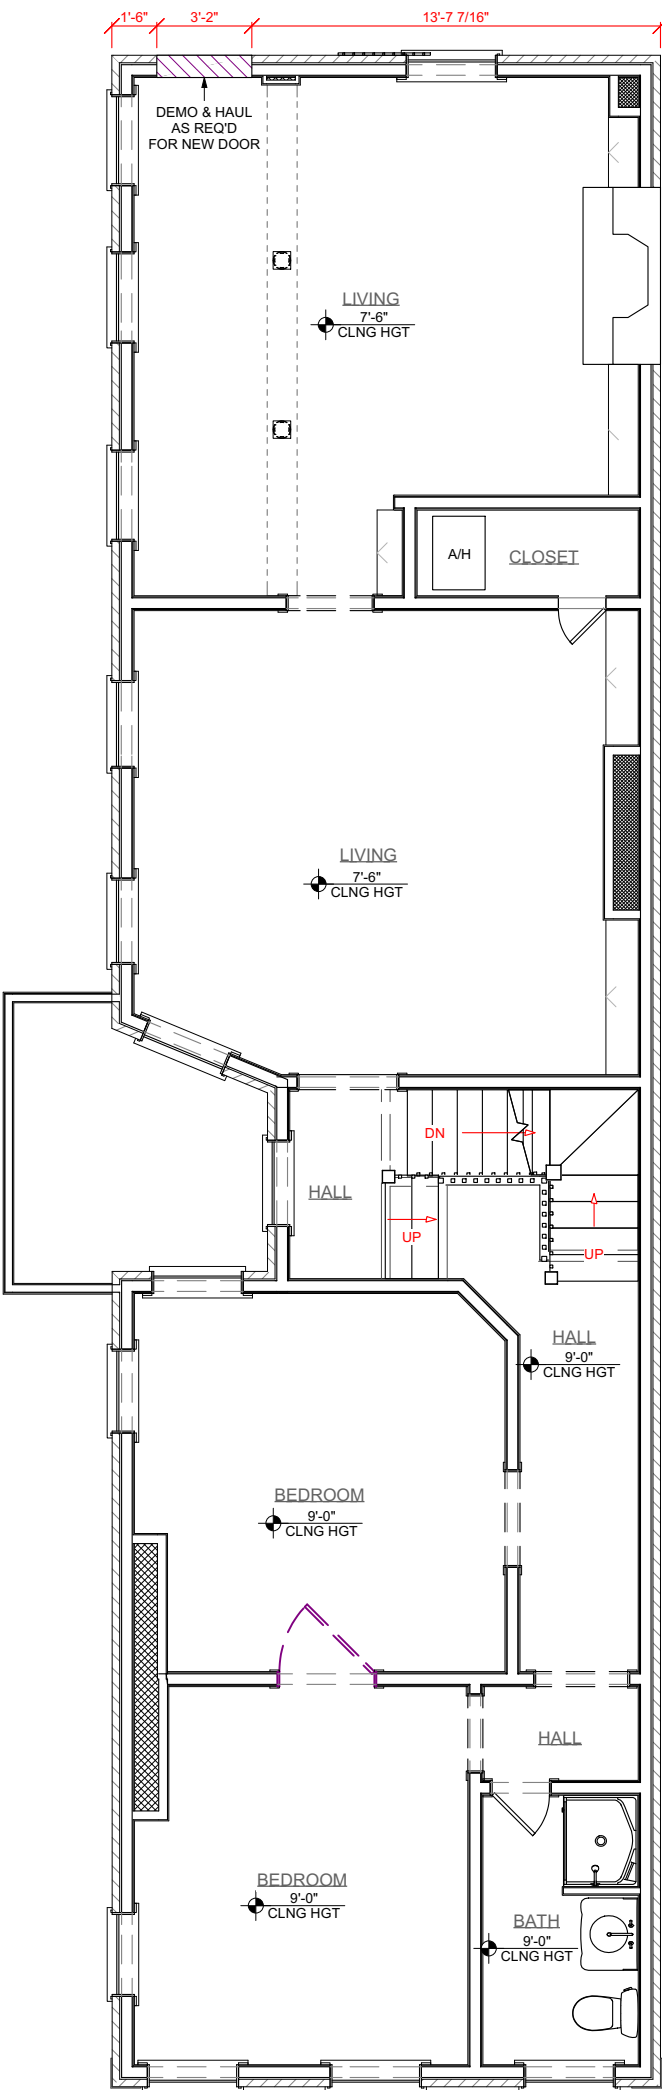 1'-6" 3'-2" 13'-7 7/16"
DEMO & HAUL
AS REQ'D
FOR NEW DOOR
LIVING
7'-6"
CLNG HGT
A/H
CLOSET
LIVING
7'-6"
CLNG HGT
DN
HALL
UP
UP
HALL
9'-0"
CLNG HGT
BEDROOM
9'-0"
CLNG HGT
HALL
BEDROOM
9'-0"
CLNG HGT
BATH
9'-0"
CLNG HGT